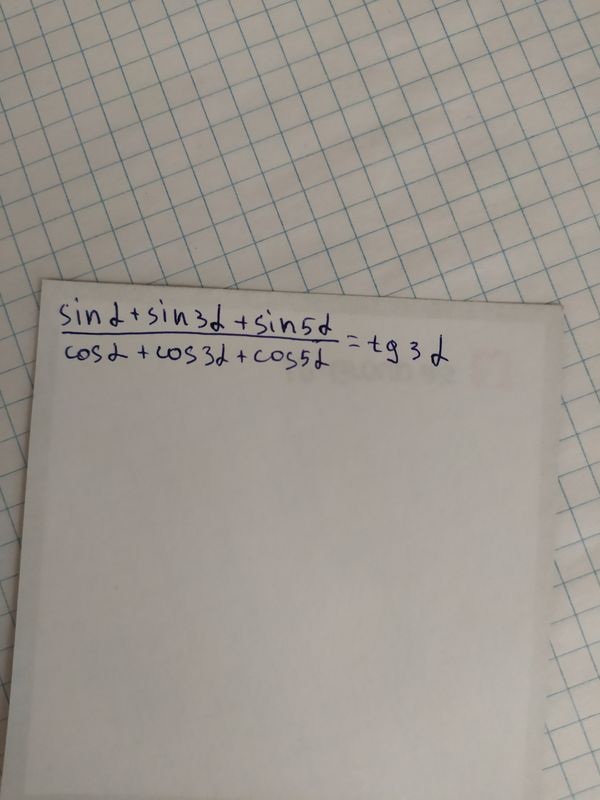 sinα + sin3α + sin5α
cosα + cos3α + cos5α = tg 3α